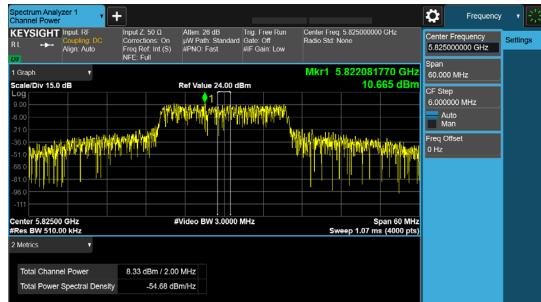 Spectrum Analyzer 1
Channel Power
+
Frequency
KEYSIGHT
Input: RF
Coupling: DC
Align: Auto
Input Z: 50 Ω
Corrections: On
Freq Ref: Int (S)
NFE: Full
Atten: 26 dB
µW Path: Standard
#PNO: Fast
Trig: Free Run
Gate: Off
#IF Gain: Low
Center Freq: 5.825000000 GHz
Radio Std: None
RL
Center Frequency
5.825000000 GHz
Settings
Span
60.000 MHz
CF Step
6.000000 MHz
Auto
Man
Freq Offset
0 Hz
1 Graph
Mkr1 5.822081770 GHz
Scale/Div 15.0 dB
Ref Value 24.00 dBm
10.665 dBm
Log
1
9.00
-6.00
-21.0
-36.0
-51.0
-66.0
-81.0
-96.0
-111
Center 5.82500 GHz
#Video BW 3.0000 MHz
Span 60 MHz
#Res BW 510.00 kHz
Sweep 1.07 ms (4000 pts)
2 Metrics
Total Channel Power
8.33 dBm / 2.00 MHz
Total Power Spectral Density
-54.68 dBm/Hz